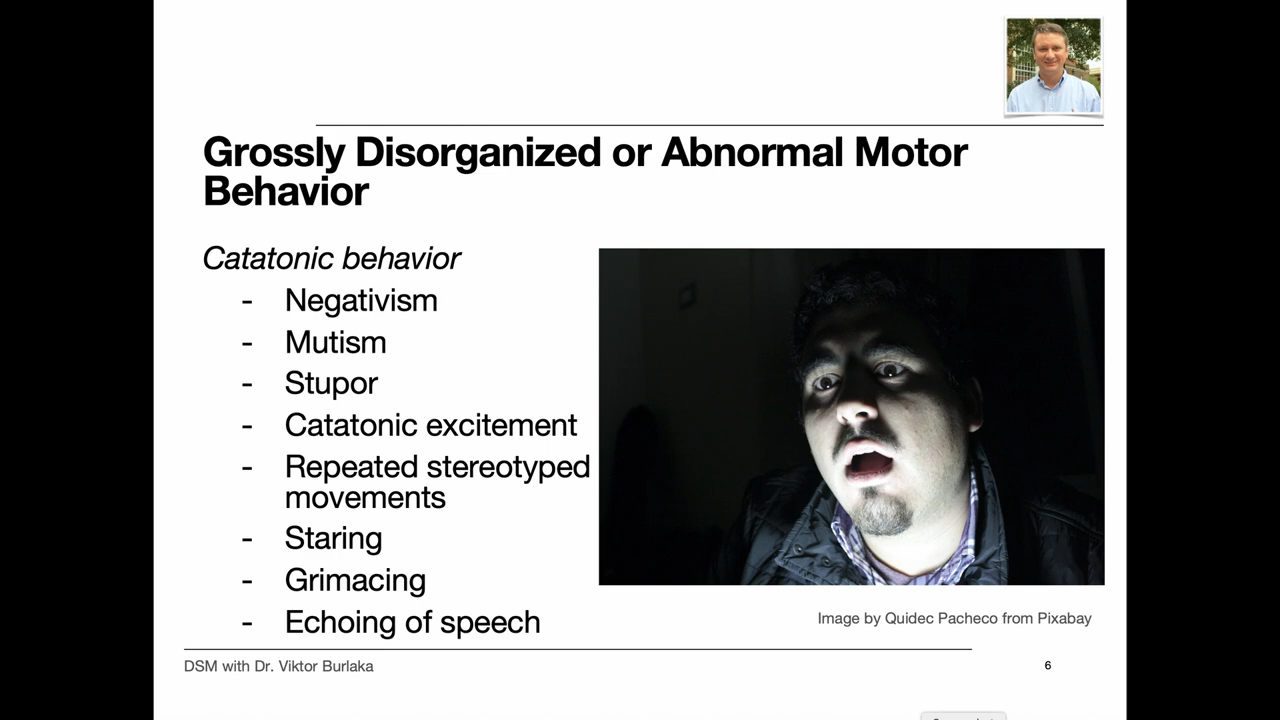 Grossly Disorganized or Abnormal Motor
Behavior
Catatonic behavior
- Negativism
- Mutism
- Stupor
- Catatonic excitement
- Repeated stereotyped
movements
- Staring
- Grimacing
- Echoing of speech
Image by Quidec Pacheco from Pixabay
DSM with Dr. Viktor Burlaka
6